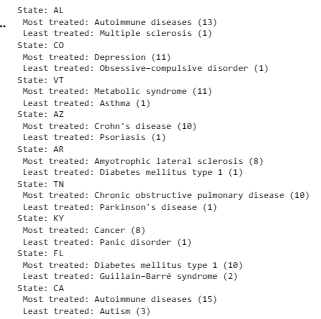 State: AL
Most treated: Autoimmune diseases (13)
Least treated: Multiple sclerosis (1)
State: CO
Most treated: Depression (11)
Least treated: Obsessive-compulsive disorder (1)
State: VT
Most treated: Metabolic syndrome (11)
Least treated: Asthma (1)
State: AZ
Most treated: Crohn's disease (10)
Least treated: Psoriasis (1)
State: AR
Most treated: Amyotrophic lateral sclerosis (8)
Least treated: Diabetes mellitus type 1 (1)
State: TN
Most treated: Chronic obstructive pulmonary disease (10)
Least treated: Parkinson's disease (1)
State: KY
Most treated: Cancer (8)
Least treated: Panic disorder (1)
State: FL
Most treated: Diabetes mellitus type 1 (10)
Least treated: Guillain-Barré syndrome (2)
State: CA
Most treated: Autoimmune diseases (15)
Least treated: Autism (3)